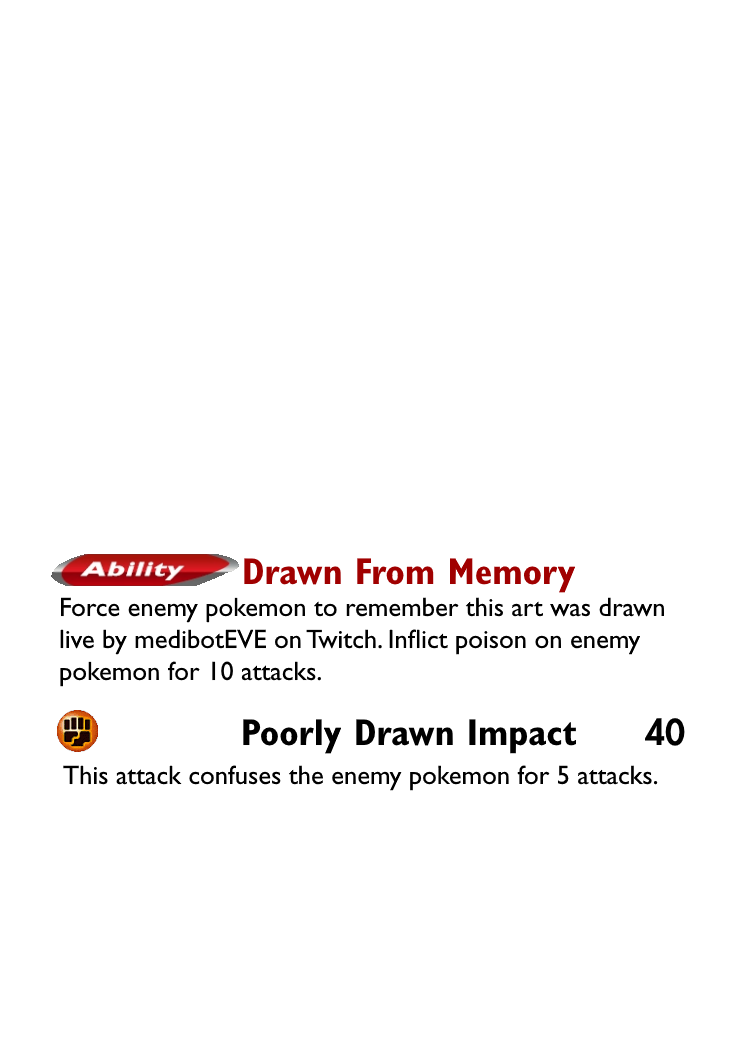 Ability Drawn From Memory
Force enemy pokemon to remember this art was drawn
live by medibotEVE on Twitch. Inflict poison on enemy
pokemon for 10 attacks.
Poorly Drawn Impact 40
This attack confuses the enemy pokemon for 5 attacks.